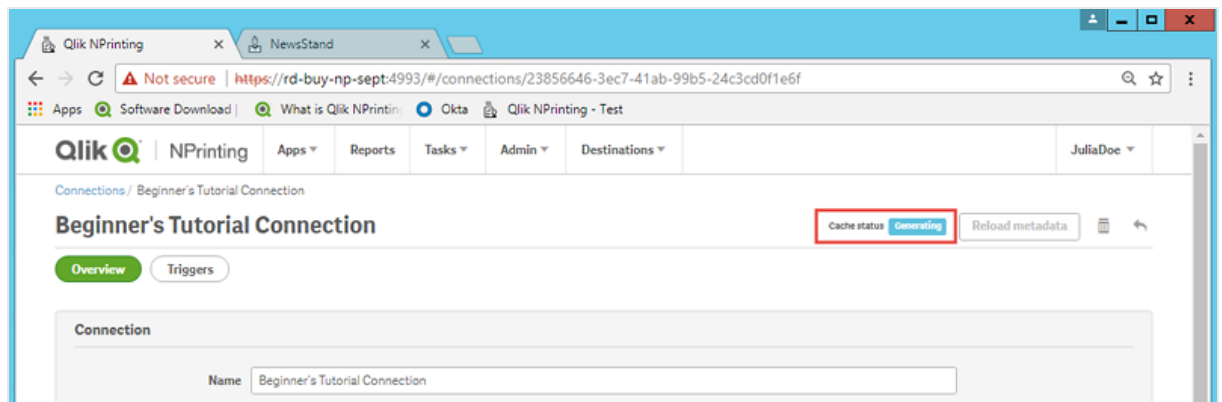 Qlik NPrinting
NewsStand
Not secure | https://rd-buy-np-sept:4993/#/connections/23856646-3ec7-41ab-99b5-24c3cd0f1e6f
Apps Software Download | What is Qlik NPrinting Okta Qlik NPrinting - Test
Qlik NPrinting Apps Reports Tasks Admin Destinations JuliaDoe
Connections / Beginner's Tutorial Connection
Beginner's Tutorial Connection Cache status Generating Reload metadata
Overview Triggers
Connection
Name Beginner's Tutorial Connection